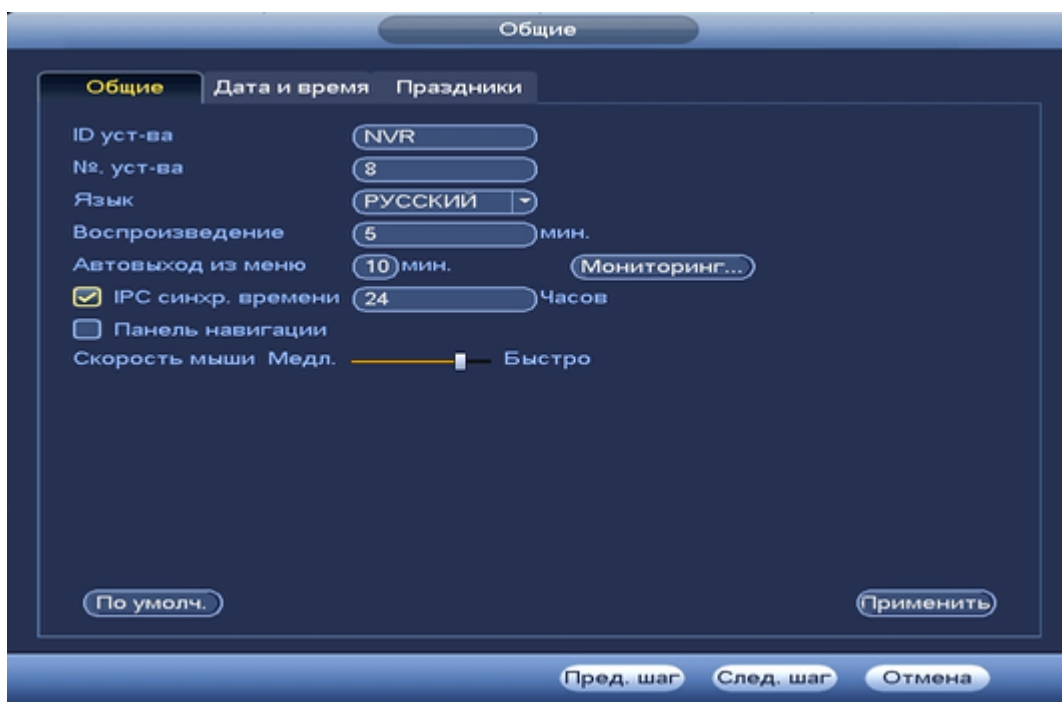 Общие
Общие Дата и время Праздники
ID уст-ва NVR
№. уст-ва 8
Язык РУССКИЙ
Воспроизведение 5 мин.
Автовыход из меню 10 мин. Мониторинг...
IPC синхр. времени 24 Часов
Панель навигации
Скорость мыши Медл. Быстро
По умолч. Применить
Пред. шаг След. шаг Отмена